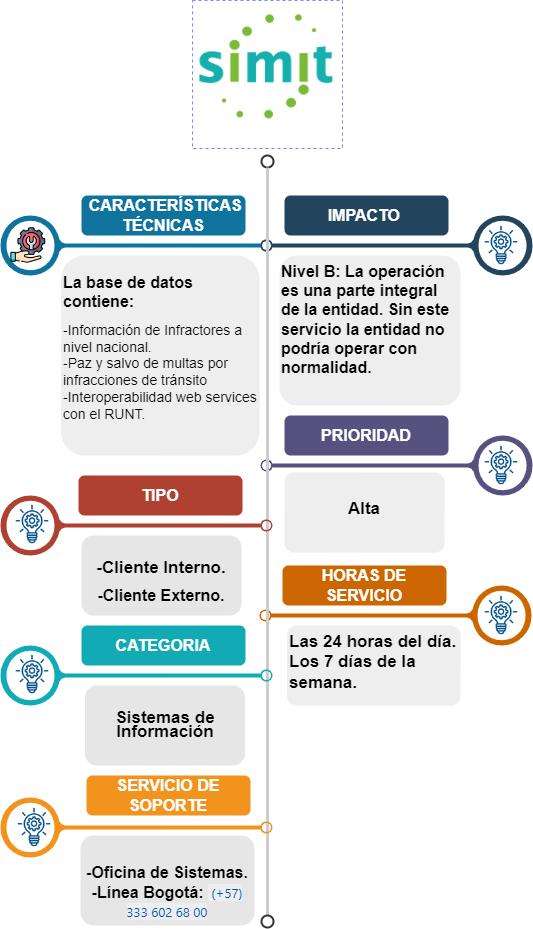 simit
CARACTERÍSTICAS
TÉCNICAS
La base de datos
contiene:
-Información de Infractores a
nivel nacional.
-Paz y salvo de multas por
infracciones de tránsito
-Interoperabilidad web services
con el RUNT.
IMPACTO
Nivel B: La operación
es una parte integral
de la entidad. Sin este
servicio la entidad no
podría operar con
normalidad.
PRIORIDAD
Alta
TIPO
-Cliente Interno.
-Cliente Externo.
HORAS DE
SERVICIO
Las 24 horas del día.
Los 7 días de la
semana.
CATEGORIA
Sistemas de
Información
SERVICIO DE
SOPORTE
-Oficina de Sistemas.
-Línea Bogotá: (+57)
333 602 68 00